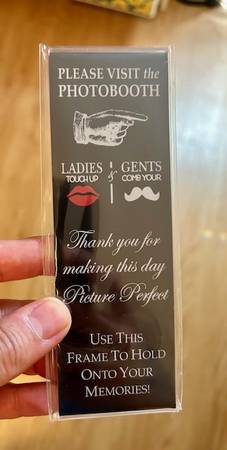 PLEASE VISIT the
PHOTOBOOTH
LADIES & GENTS
TOUCH UP COMB YOUR
Thank you for
making this day
Picture Perfect
USE THIS
FRAME TO HOLD
ONTO YOUR
MEMORIES!